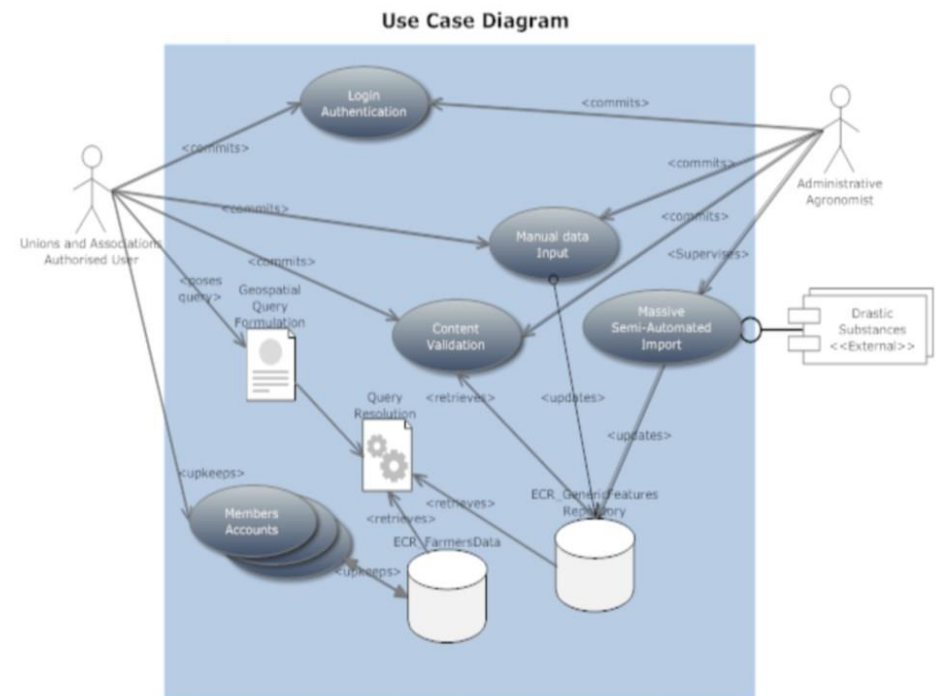 Use Case Diagram
Login
Authentication
<commits>
<commits>
<commits>
Administrative
Agronomist
<commits>
<commits>
Manual data
Input
Unions and Associations
Authorised User
<Supervises>
<commits>
<poses
query>
Geospatial
Query
Formulation
Content
Validation
Massive
Semi-Automated
Import
Drastic
Substances
<<External>>
Query
Resolution
<retrieves>
<updates>
<updates>
<upkeeps>
ECR_GenericFeatures
Repository
<retrieves>
<retrieves>
Members
Accounts
ECR_FarmersData
<upkeeps>